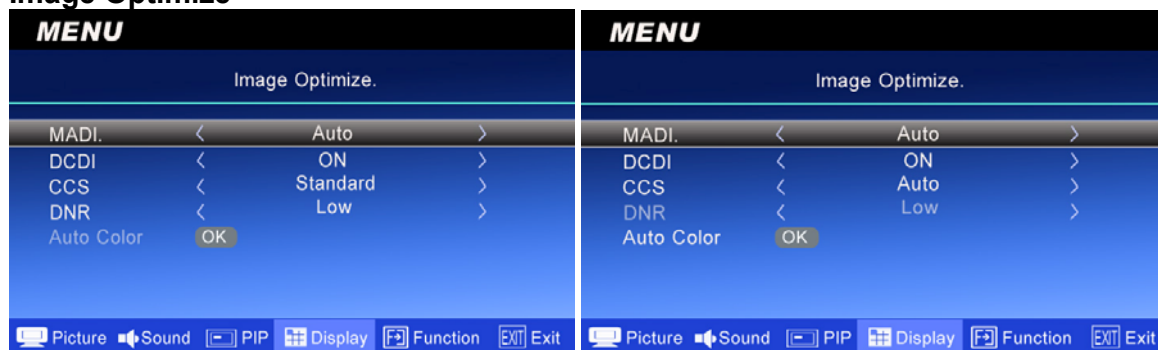 Image Optimize
MENU
Image Optimize.
MADI. < Auto >
DCDI < ON >
CCS < Standard >
DNR < Low >
Auto Color OK
Picture Sound PIP Display Function EXIT Exit
MENU
Image Optimize.
MADI. < Auto >
DCDI < ON >
CCS < Auto >
DNR < Low >
Auto Color OK
Picture Sound PIP Display Function EXIT Exit